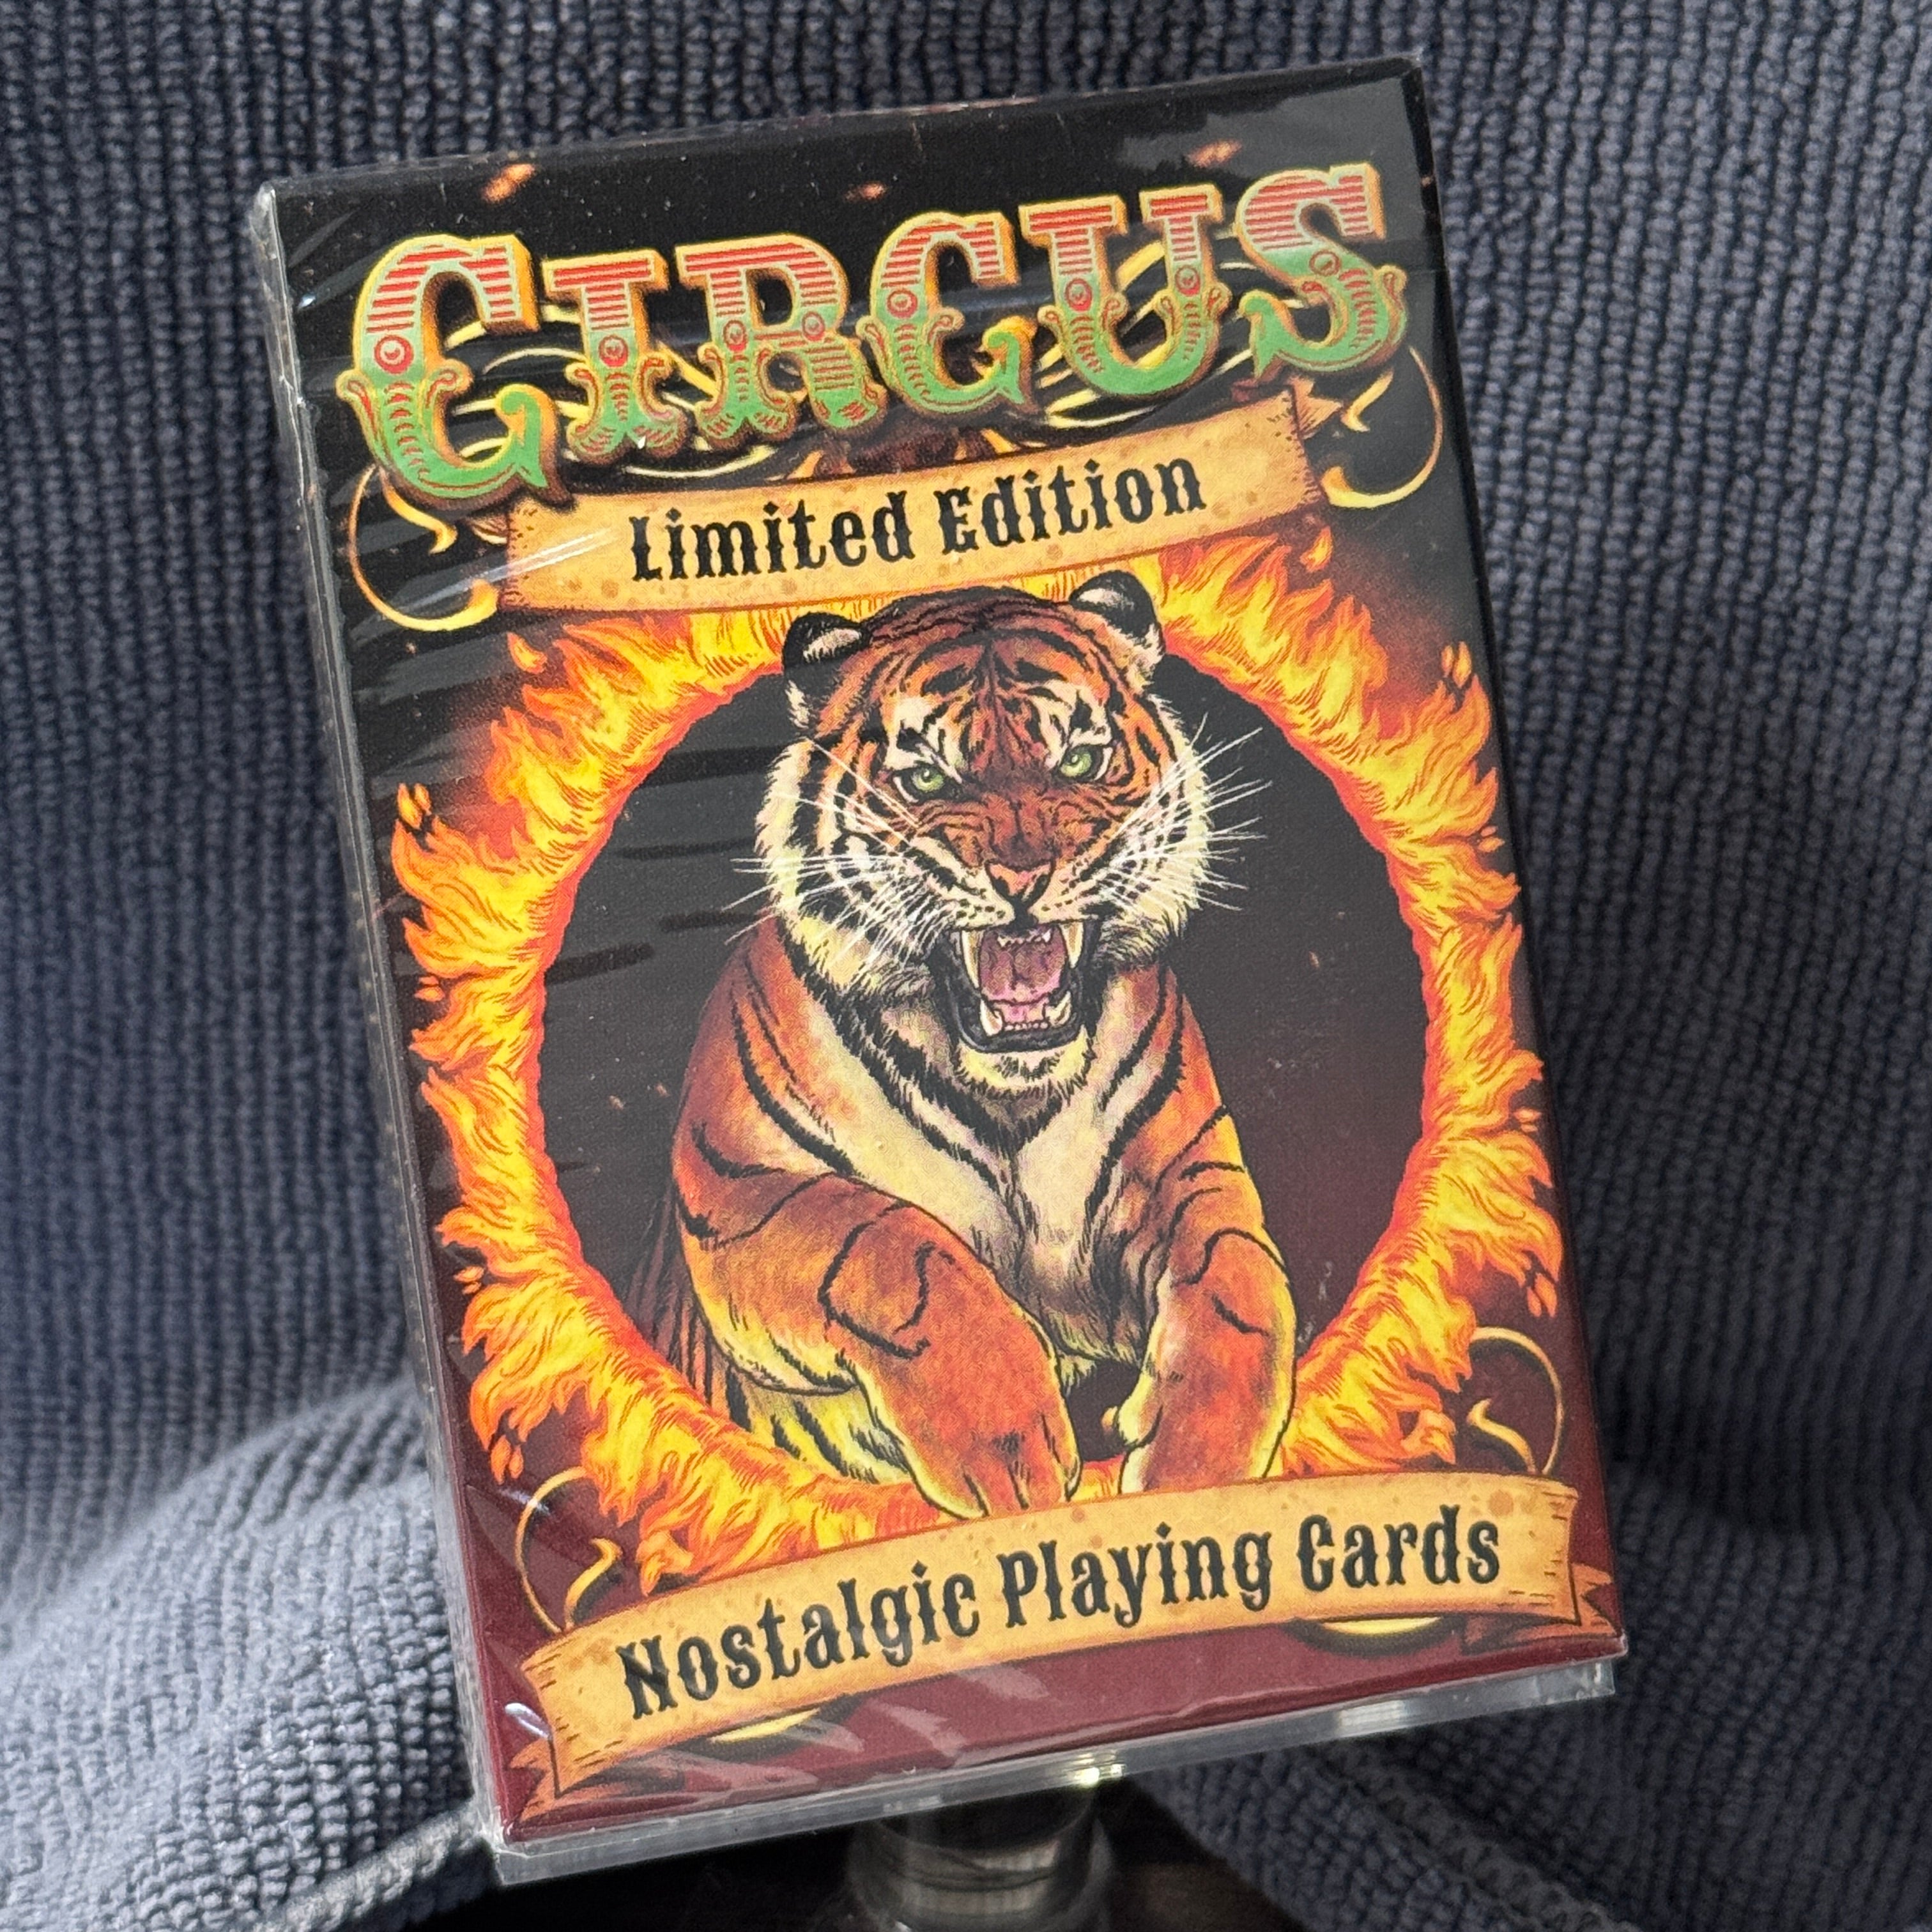 CIRCUS
Limited Edition
Nostalgic Playing Cards